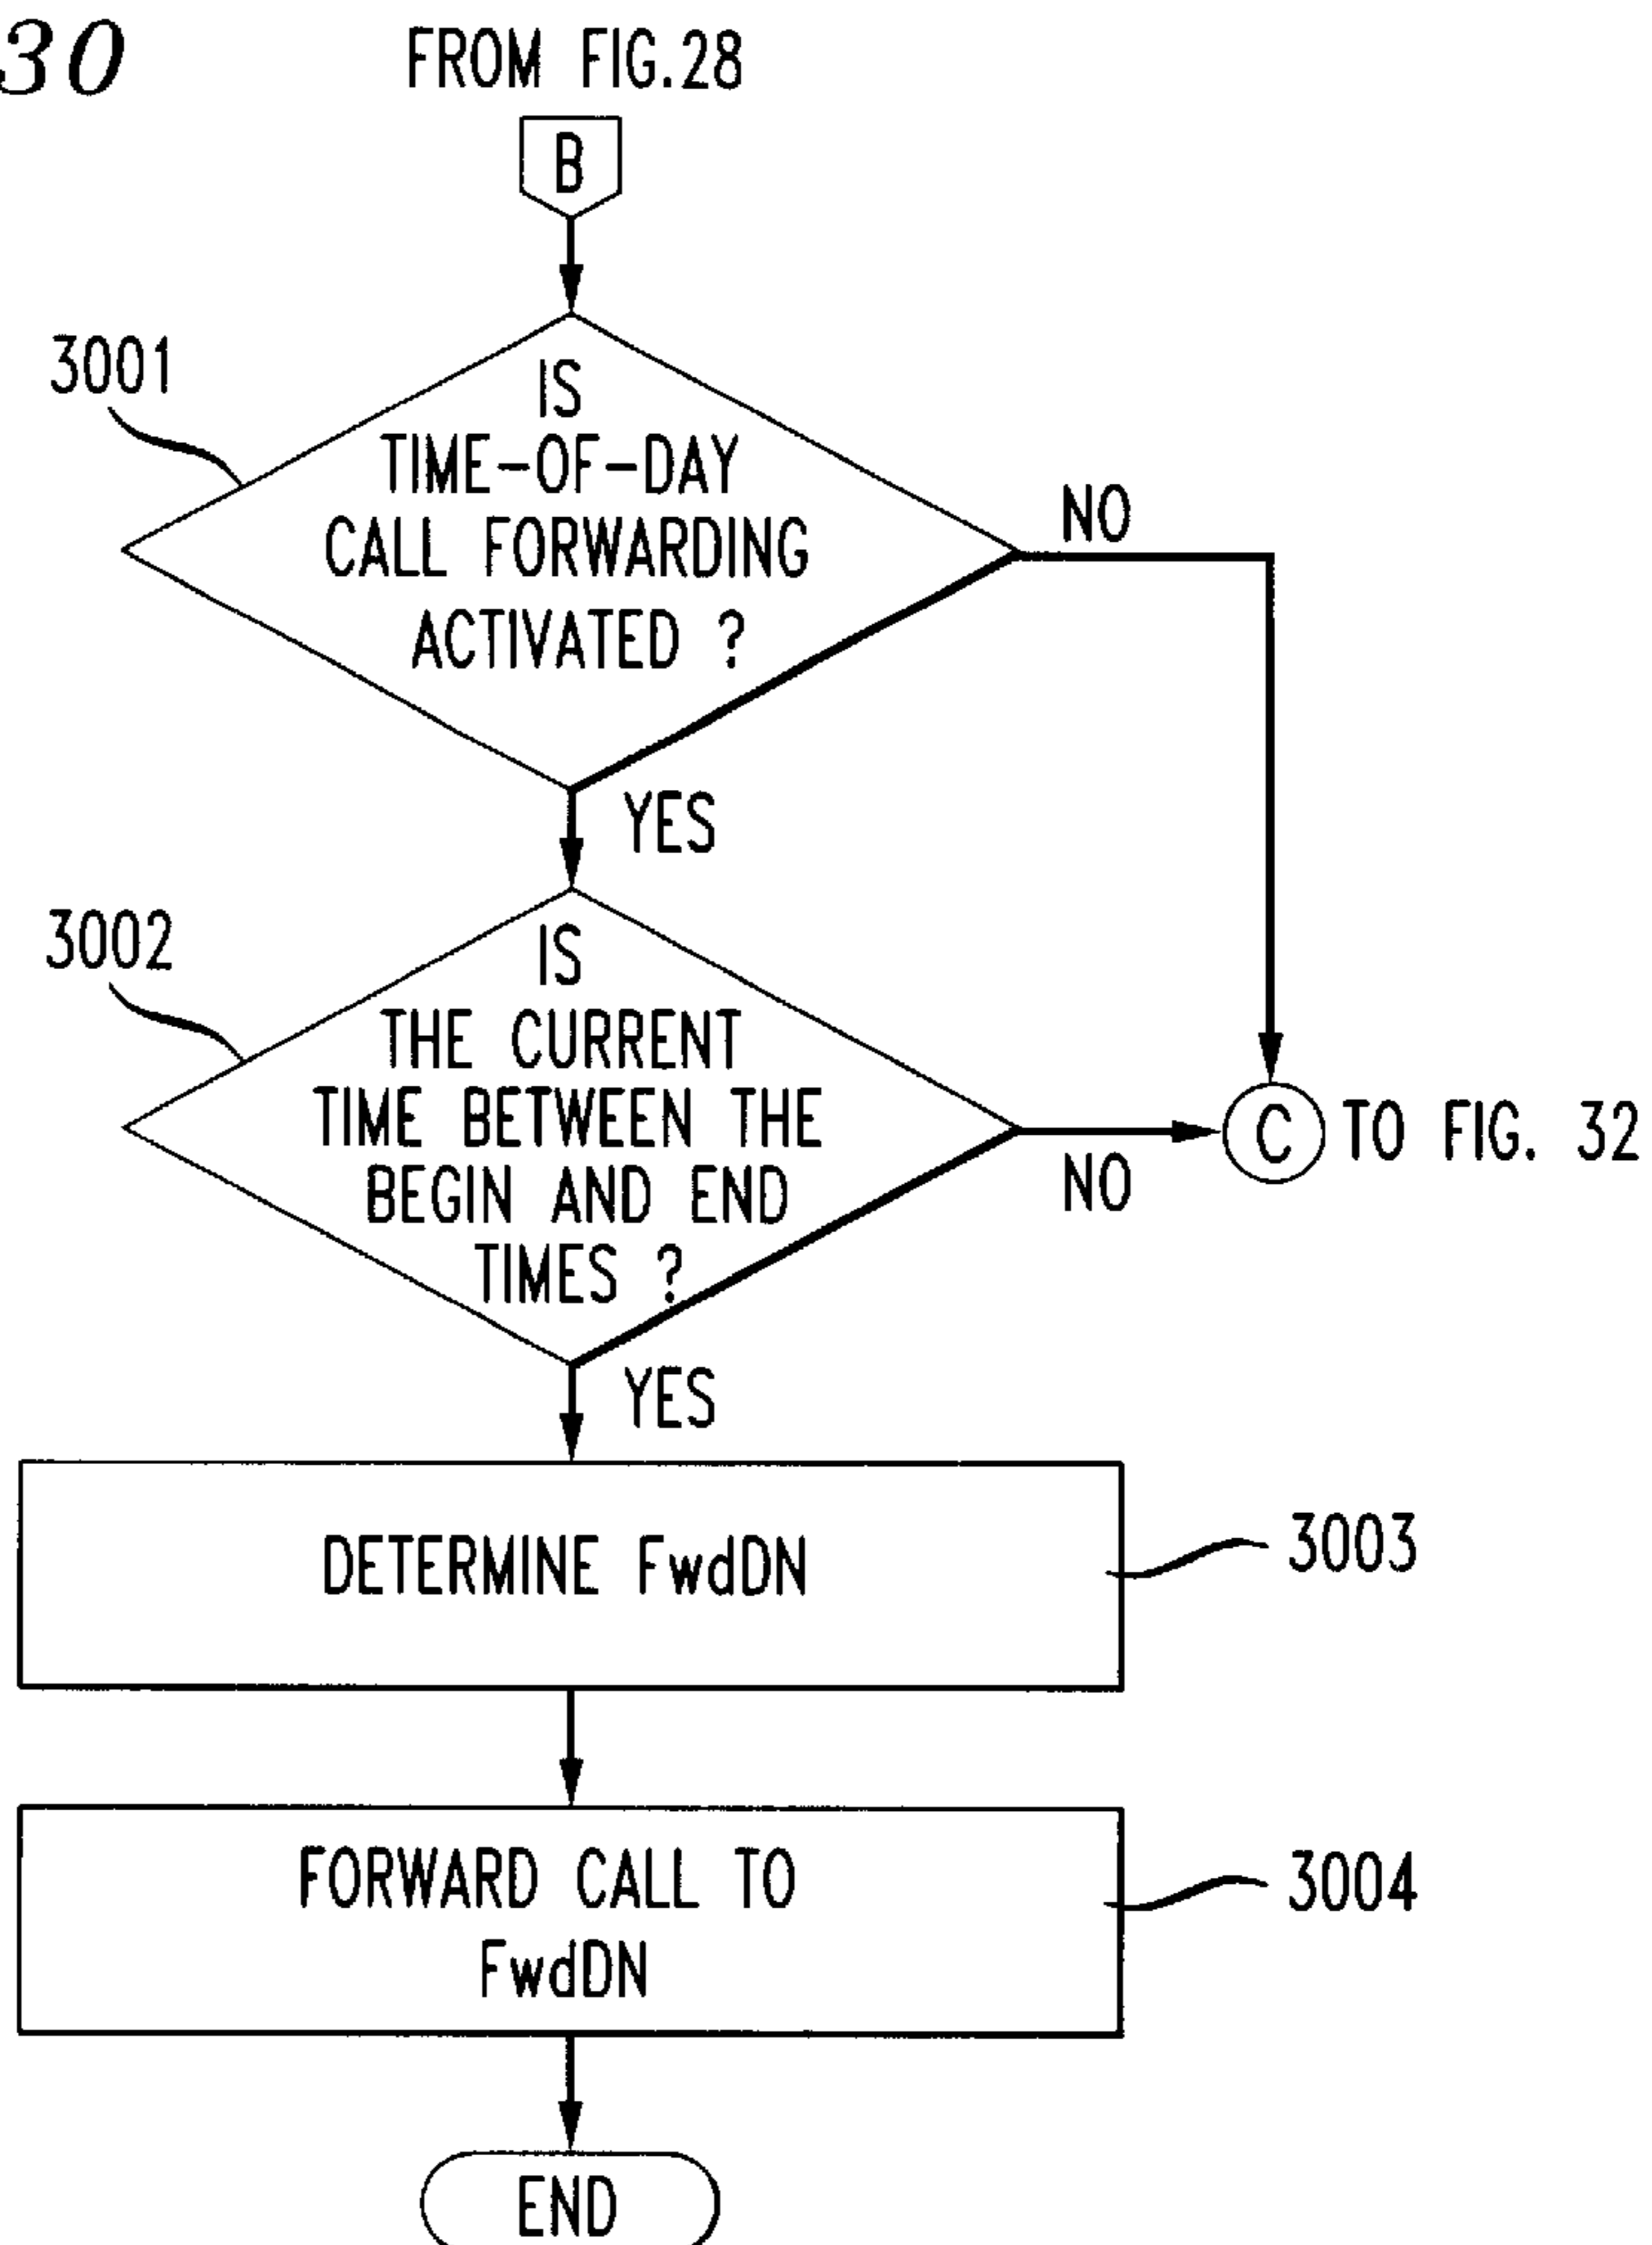 30
FROM FIG.28
B
3001
IS
TIME-OF-DAY
CALL FORWARDING
ACTIVATED ?
NO
YES
3002
IS
THE CURRENT
TIME BETWEEN THE
BEGIN AND END
TIMES ?
C TO FIG. 32
NO
YES
DETERMINE FwdDN
3003
FORWARD CALL TO
FwdDN
3004
END